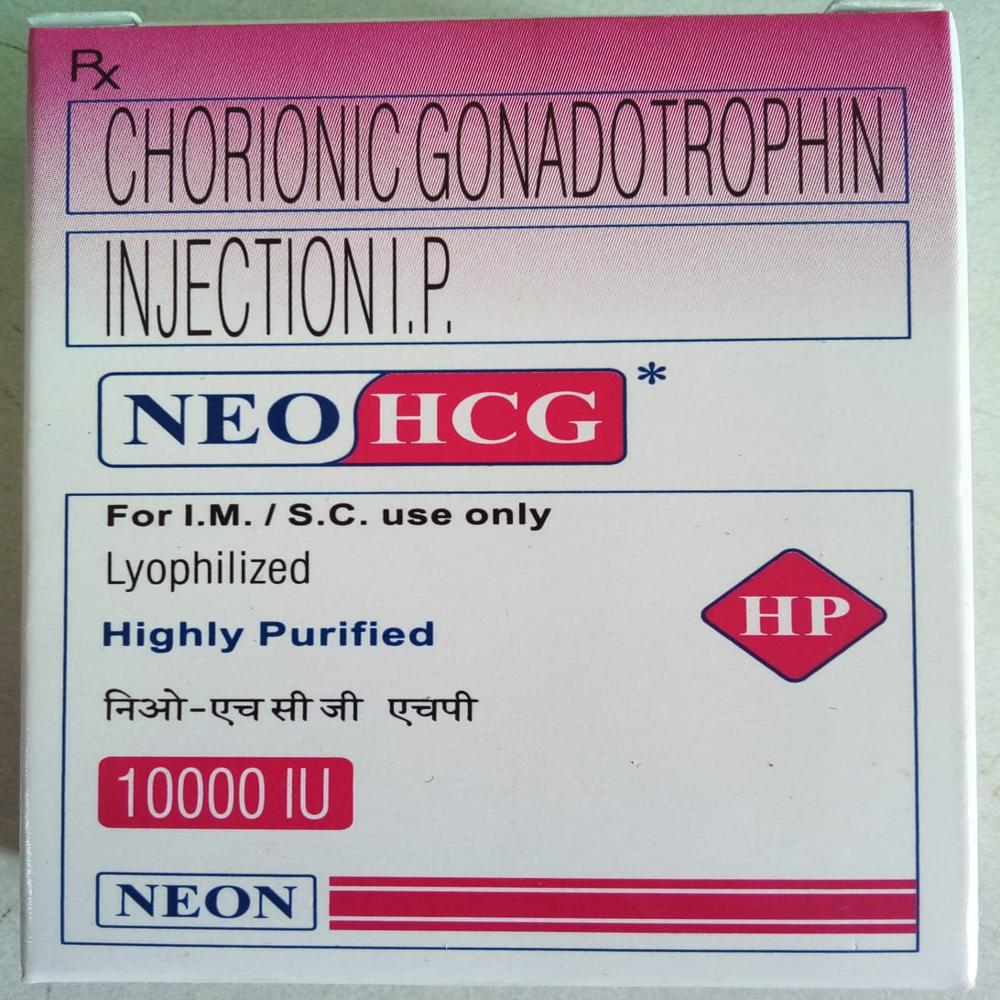 Rx
CHORIONIC GONADOTROPHIN
INJECTION I.P.
NEO HCG*
For I.M. / S.C. use only
Lyophilized
HP
Highly Purified
निओ-एच सी जी एचपी
10000 IU
NEON